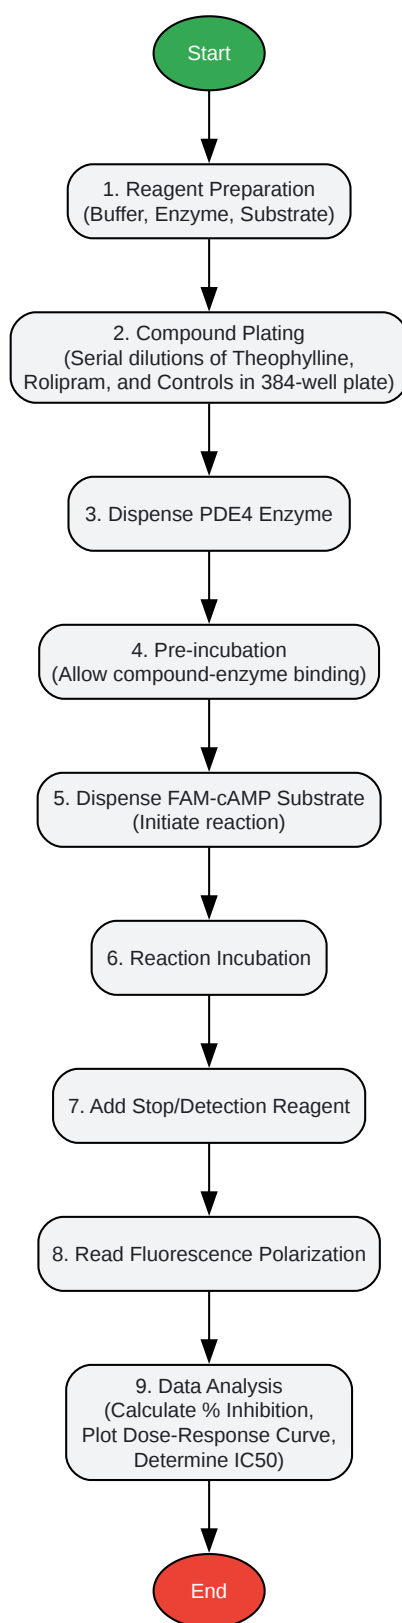 Start
1. Reagent Preparation
(Buffer, Enzyme, Substrate)
2. Compound Plating
(Serial dilutions of Theophylline,
Rolipram, and Controls in 384-well plate)
3. Dispense PDE4 Enzyme
4. Pre-incubation
(Allow compound-enzyme binding)
5. Dispense FAM-cAMP Substrate
(Initiate reaction)
6. Reaction Incubation
7. Add Stop/Detection Reagent
8. Read Fluorescence Polarization
9. Data Analysis
(Calculate % Inhibition,
Plot Dose-Response Curve,
Determine IC50)
End